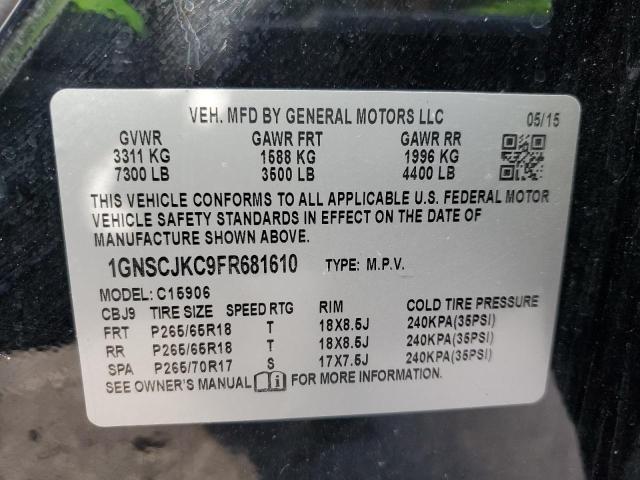 VEH. MFD BY GENERAL MOTORS LLC 05/15
GVWR GAWR FRT GAWR RR
3311 KG 1588 KG 1996 KG
7300 LB 3500 LB 4400 LB
THIS VEHICLE CONFORMS TO ALL APPLICABLE U.S. FEDERAL MOTOR
VEHICLE SAFETY STANDARDS IN EFFECT ON THE DATE OF
MANUFACTURE SHOWN ABOVE.
1GNSCJKC9FR681610 TYPE: M.P.V.
MODEL: C15906
CBJ9 TIRE SIZE SPEED RTG RIM COLD TIRE PRESSURE
FRT P265/65R18 T 18X8.5J 240KPA(35PSI)
RR P265/65R18 T 18X8.5J 240KPA(35PSI)
SPA P265/70R17 S 17X7.5J 240KPA(35PSI)
SEE OWNER'S MANUAL FOR MORE INFORMATION.